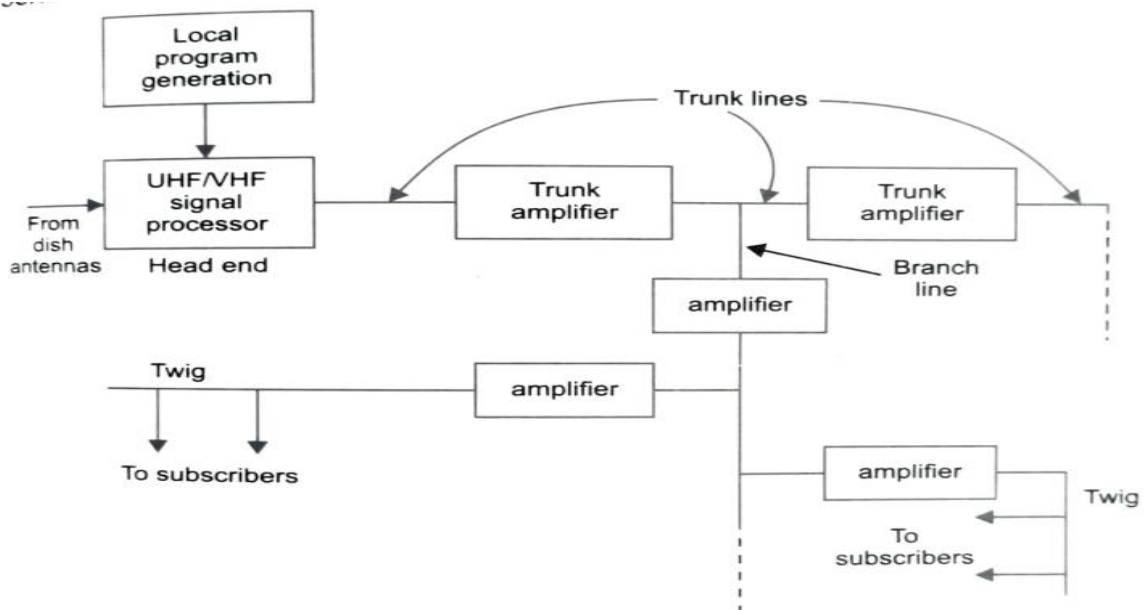 Local
program
generation
Trunk lines
UHF/VHF
signal
processor
Trunk
amplifier
Trunk
amplifier
From
dish
antennas
Head end
Branch
line
amplifier
Twig
amplifier
To subscribers
amplifier
Twig
To
subscribers